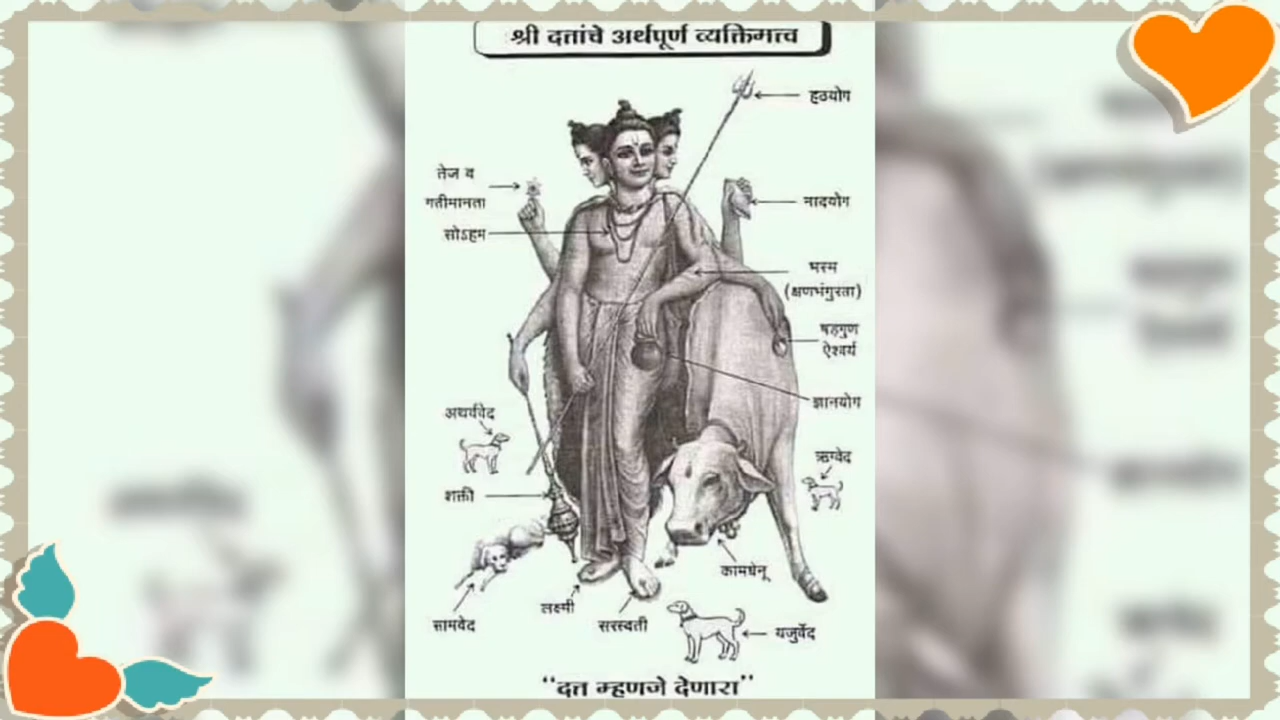 श्री दत्तांचे अर्थपूर्ण व्यक्तिमत्त्व
हठयोग
तेज व
गतीमानता
नादयोग
सोऽहम
भस्म
(क्षणभंगुरता)
षहगुण
ऐश्वर्य
ज्ञानयोग
अथर्ववेद
ऋग्वेद
शक्ती
कामधेनू
लक्ष्मी
सामवेद
सरस्वती
यजुर्वेद
"दत्त म्हणजे देणारा"